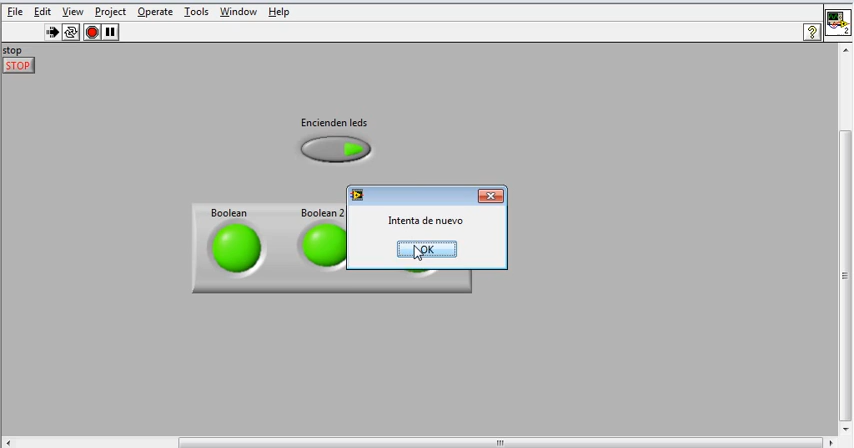 File Edit View Project Operate Tools Window Help
?
2
stop
STOP
Encienden leds
Intenta de nuevo
Boolean Boolean 2
OK